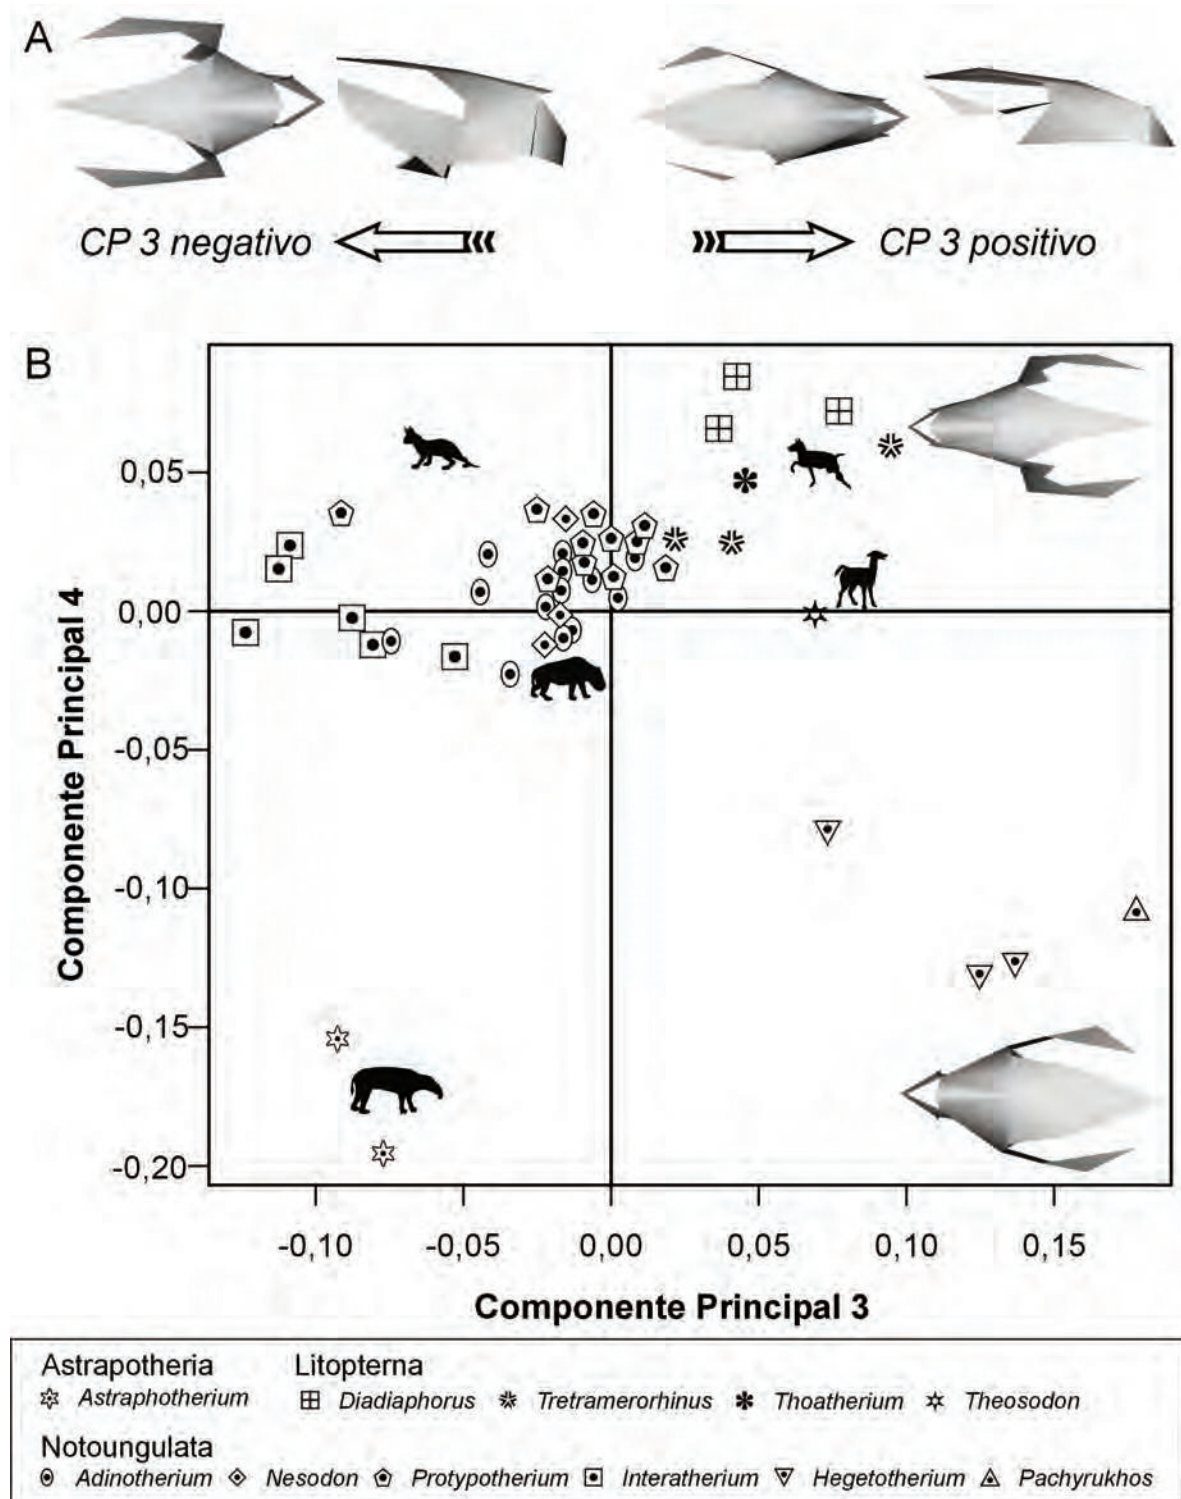 A
CP 3 negativo
CP 3 positivo
B
0,05
0,00
-0,05
-0,10
-0,15
-0,20
Componente Principal 4
-0,10 -0,05 0,00 0,05 0,10 0,15
Componente Principal 3
Astrapotheria Litopterna
Astraphotherium Diadiaphorus Tretramerorhinus Thoatherium Theosodon
Notoungulata
Adinotherium Nesodon Protypotherium Interatherium Hegetotherium Pachyrukhos